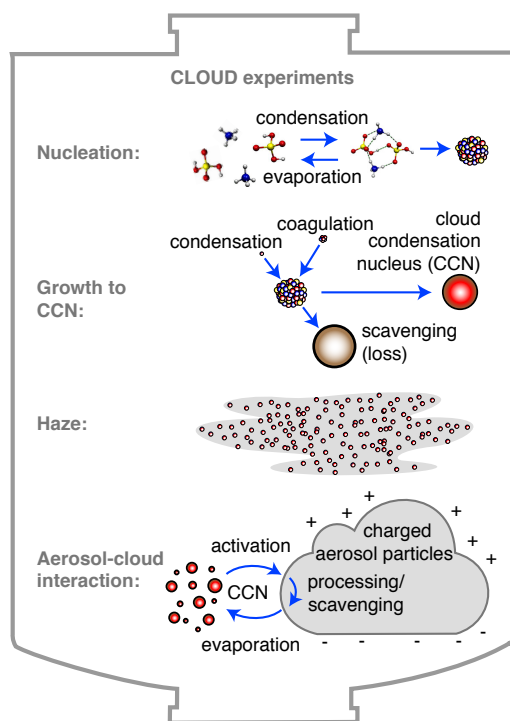 CLOUD experiments
Nucleation:
condensation
evaporation
Growth to
CCN:
condensation
coagulation
cloud
condensation
nucleus (CCN)
scavenging
(loss)
Haze:
Aerosol-cloud
interaction:
activation
CCN
evaporation
charged
aerosol particles
processing/
scavenging
+ + + + + + +
- - - - - -